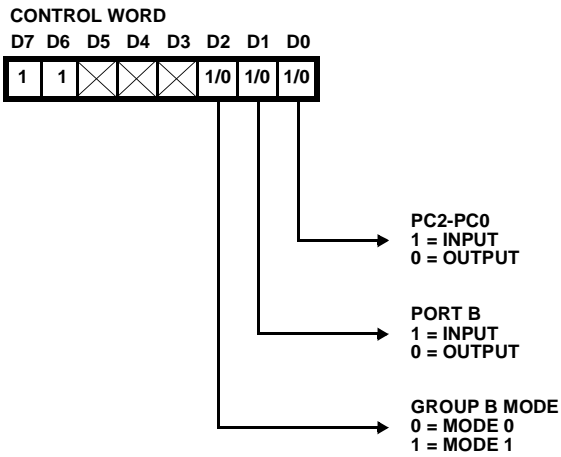 CONTROL WORD
D7 D6 D5 D4 D3 D2 D1 D0
1 1 1/0 1/0 1/0
PC2-PC0
1 = INPUT
0 = OUTPUT
PORT B
1 = INPUT
0 = OUTPUT
GROUP B MODE
0 = MODE 0
1 = MODE 1